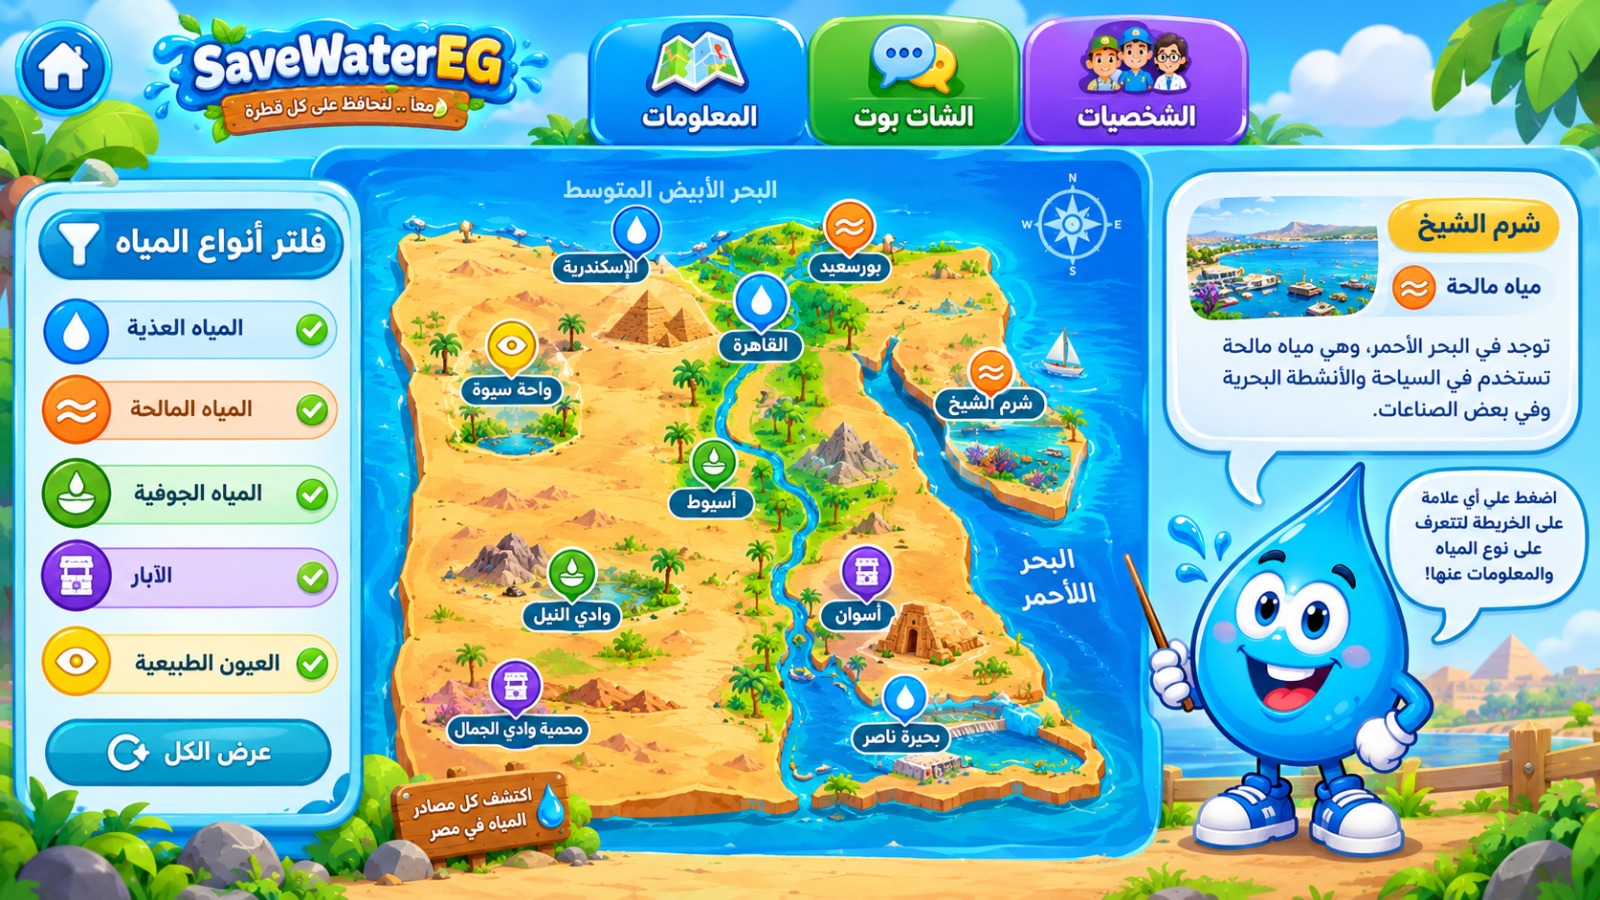 SaveWaterEG
معاً .. لنحافظ على كل قطرة
المعلومات
الشات بوت
الشخصيات
فلتر أنواع المياه
المياه العذبة
المياه المالحة
المياه الجوفية
الآبار
العيون الطبيعية
عرض الكل
البحر الأبيض المتوسط
N
W
E
S
الإسكندرية
بورسعيد
القاهرة
واحة سيوة
شرم الشيخ
أسيوط
وادي النيل
أسوان
محمية وادي الجمال
بحيرة ناصر
البحر
اللأحمر
اكتشف كل مصادر
المياه في مصر
شرم الشيخ
مياه مالحة
توجد في البحر الأحمر، وهي مياه مالحة
تستخدم في السياحة والأنشطة البحرية
وفي بعض الصناعات.
اضغط علي أي علامة
على الخريطة لتتعرف
على نوع المياه
والمعلومات عنها!